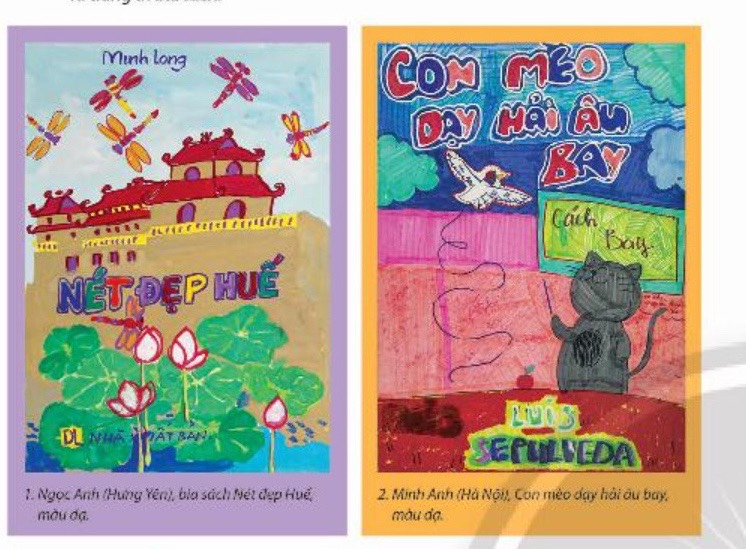 Minh Long
NÉT ĐẸP HUẾ
DL NHÀ XUẤT BẢN
1. Ngọc Anh (Hưng Yên), bìa sách Nét đẹp Huế,
màu dạ.
CON MÈO
DẠY HẢI ÂU
BAY
Cách
Bay
LUIS
SEPULVEDA
2. Minh Anh (Hà Nội), Con mèo dạy hải âu bay,
màu dạ.